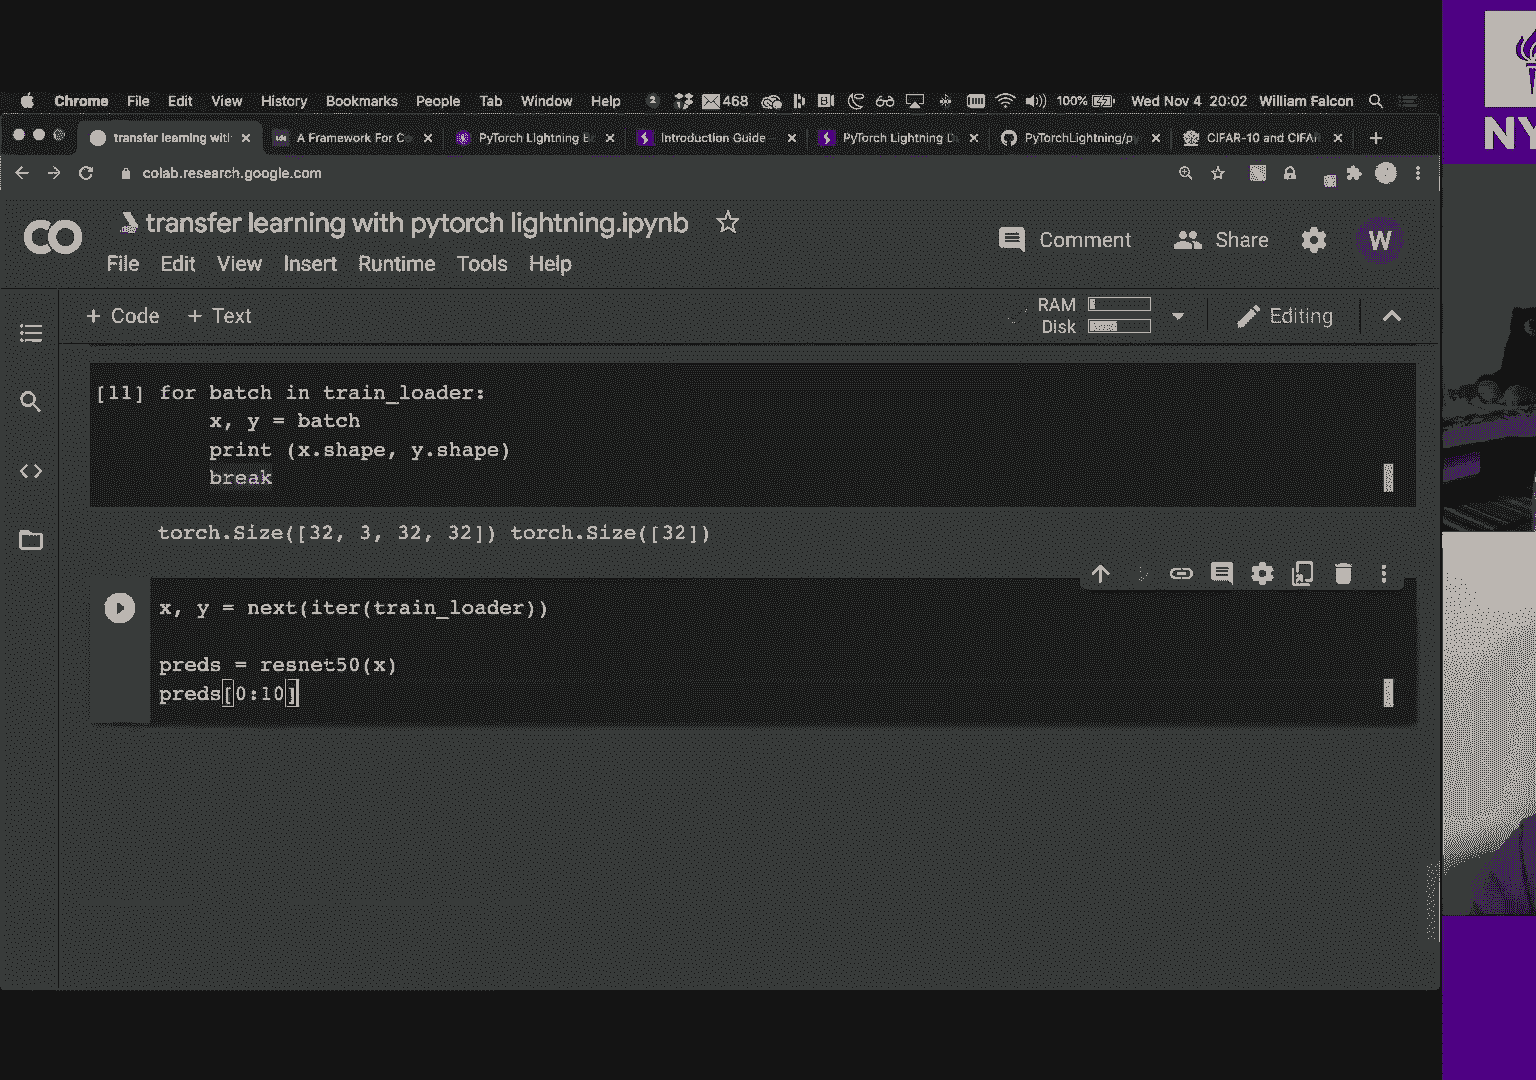 Chrome File Edit View History Bookmarks People Tab Window Help 2 468 100% Wed Nov 4 20:02 William Falcon
transfer learning with A Framework For C PyTorch Lightning Introduction Guide PyTorch Lightning D PyTorchLightning/py CIFAR-10 and CIFA
colab.research.google.com
NY
CO transfer learning with pytorch lightning.ipynb
Comment Share W
File Edit View Insert Runtime Tools Help
+ Code + Text
RAM
Disk
Editing
[11] for batch in train_loader:
x, y = batch
print (x.shape, y.shape)
break
torch.Size([32, 3, 32, 32]) torch.Size([32])
x, y = next(iter(train_loader))
preds = resnet50(x)
preds[0:10]